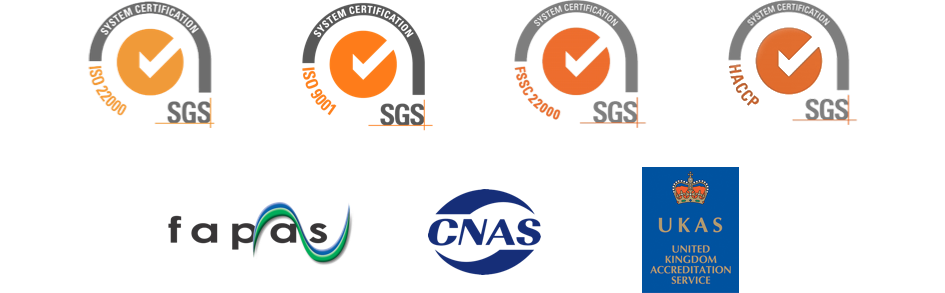 SYSTEM CERTIFICATION
ISO 22000
SGS
SYSTEM CERTIFICATION
ISO 9001
SGS
SYSTEM CERTIFICATION
FSSC 22000
SGS
SYSTEM CERTIFICATION
HACCP
SGS
fapas
CNAS
UKAS
UNITED
KINGDOM
ACCREDITATION
SERVICE